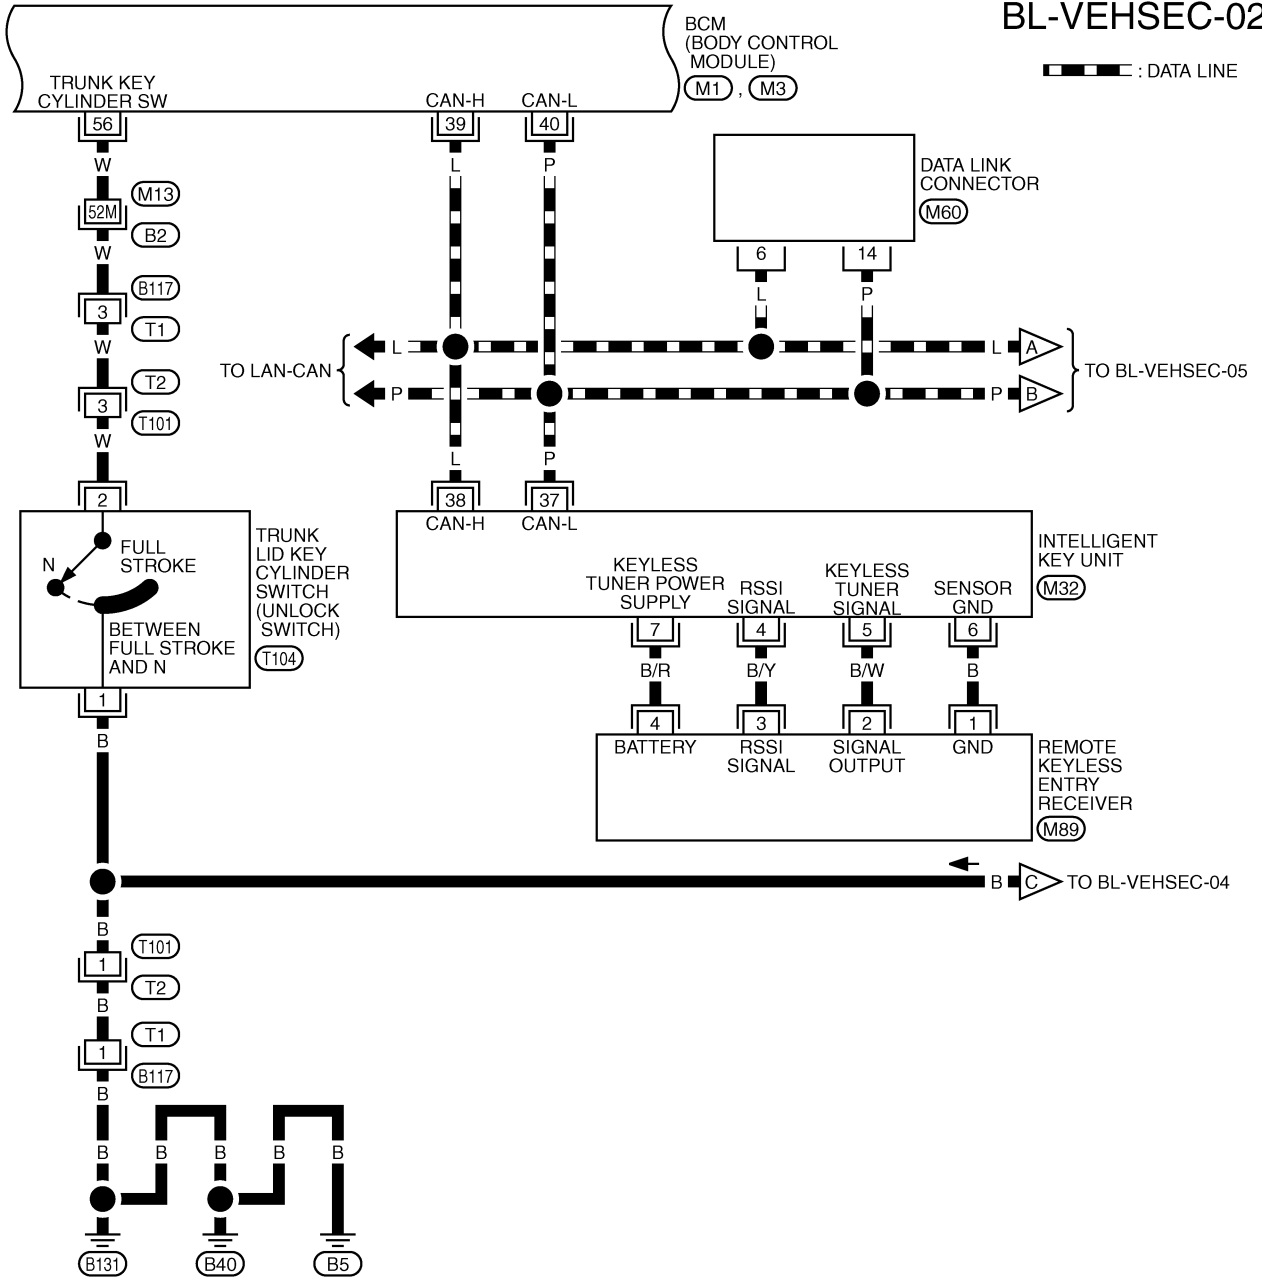 BL-VEHSEC-02
BCM
(BODY CONTROL
MODULE)
M1 , M3
: DATA LINE
TRUNK KEY
CYLINDER SW
CAN-H
CAN-L
56
39
40
W
L
P
M13
52M
B2
W
B117
3
T1
W
T2
3
T101
W
DATA LINK
CONNECTOR
M60
6
14
L
P
TO LAN-CAN
L
L
A
P
P
B
TO BL-VEHSEC-05
L
P
2
38
37
CAN-H
CAN-L
FULL
STROKE
N
BETWEEN
FULL STROKE
AND N
TRUNK
LID KEY
CYLINDER
SWITCH
(UNLOCK
SWITCH)
T104
INTELLIGENT
KEY UNIT
M32
KEYLESS
TUNER POWER
SUPPLY
RSSI
SIGNAL
KEYLESS
TUNER
SIGNAL
SENSOR
GND
7
4
5
6
B/R
B/Y
B/W
B
4
3
2
1
BATTERY
RSSI
SIGNAL
SIGNAL
OUTPUT
GND
REMOTE
KEYLESS
ENTRY
RECEIVER
M89
1
B
B
C
TO BL-VEHSEC-04
B
T101
1
T2
B
T1
1
B117
B
B
B
B
B
B
B131
B40
B5